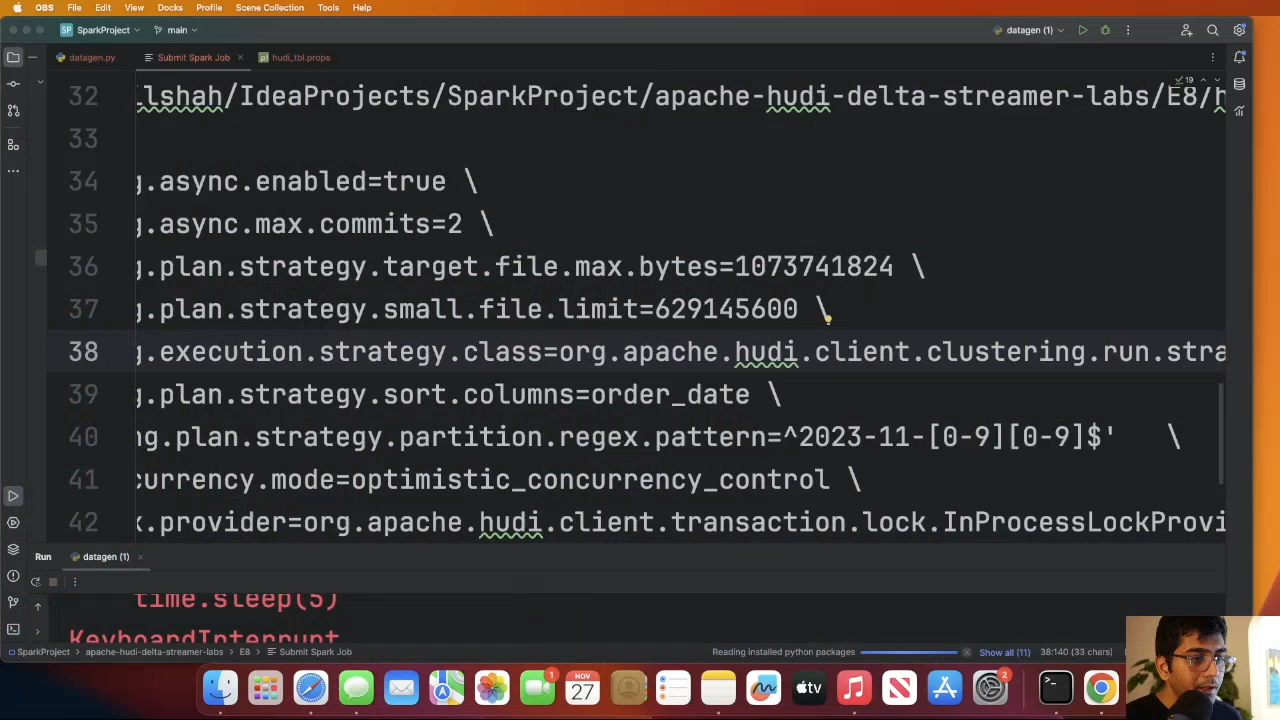 OBS File Edit View Docks Profile Scene Collection Tools Help
SP SparkProject main datagen (1)
datagen.py Submit Spark Job hudi_tbl.props
19
32 llshah/IdeaProjects/SparkProject/apache-hudi-delta-streamer-labs/E8/h
33
34 g.async.enabled=true \
35 g.async.max.commits=2 \
36 g.plan.strategy.target.file.max.bytes=1073741824 \
37 g.plan.strategy.small.file.limit=629145600 \
38 g.execution.strategy.class=org.apache.hudi.client.clustering.run.stra
39 g.plan.strategy.sort.columns=order_date \
40 ng.plan.strategy.partition.regex.pattern=^2023-11-[0-9][0-9]$' \
41 currency.mode=optimistic_concurrency_control \
42 k.provider=org.apache.hudi.client.transaction.lock.InProcessLockProvi
Run datagen (1)
time.sleep(5)
KeyboardInterrupt
SparkProject > apache-hudi-delta-streamer-labs > E8 > Submit Spark Job Reading installed python packages Show all (11) 38:140 (33 chars)
1 NOV 27 tv 2